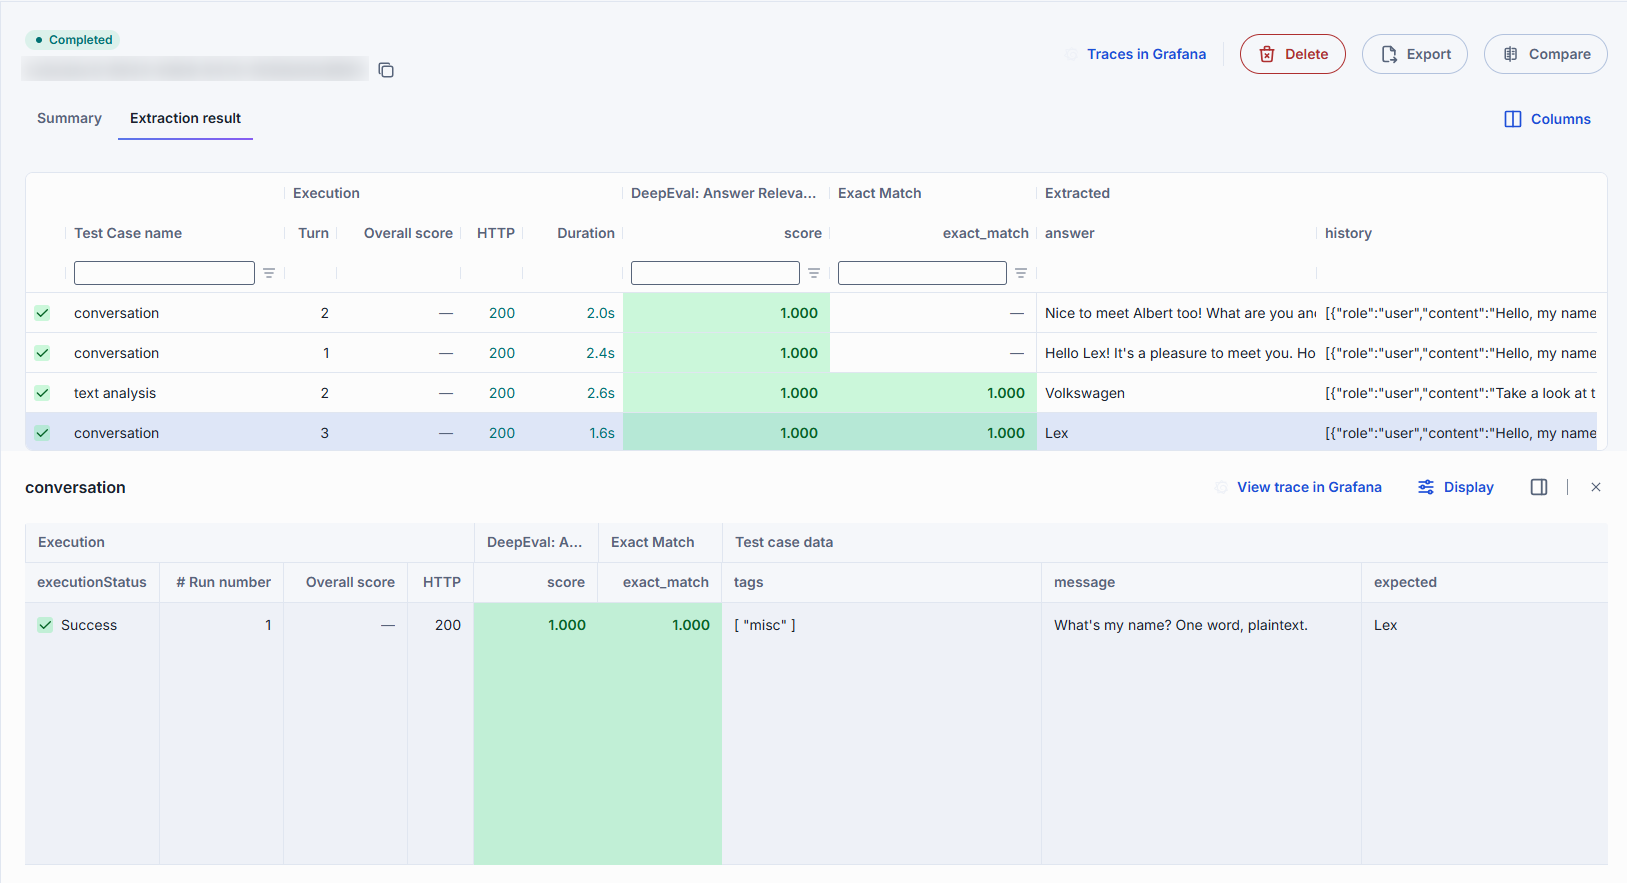 Completed
Traces in Grafana
Delete
Export
Compare
Summary
Extraction result
Columns
Execution
DeepEval: Answer Releva...
Exact Match
Extracted
Test Case name
Turn
Overall score
HTTP
Duration
score
exact_match
answer
history
conversation 2 — 200 2.0s 1.000 — Nice to meet Albert too! What are you an [{"role":"user","content":"Hello, my name
conversation 1 — 200 2.4s 1.000 — Hello Lex! It's a pleasure to meet you. Ho [{"role":"user","content":"Hello, my name
text analysis 2 — 200 2.6s 1.000 1.000 Volkswagen [{"role":"user","content":"Take a look at t
conversation 3 — 200 1.6s 1.000 1.000 Lex [{"role":"user","content":"Hello, my name
conversation
View trace in Grafana
Display
Execution
DeepEval: A...
Exact Match
Test case data
executionStatus
# Run number
Overall score
HTTP
score
exact_match
tags
message
expected
Success 1 — 200 1.000 1.000 [ "misc" ] What's my name? One word, plaintext. Lex